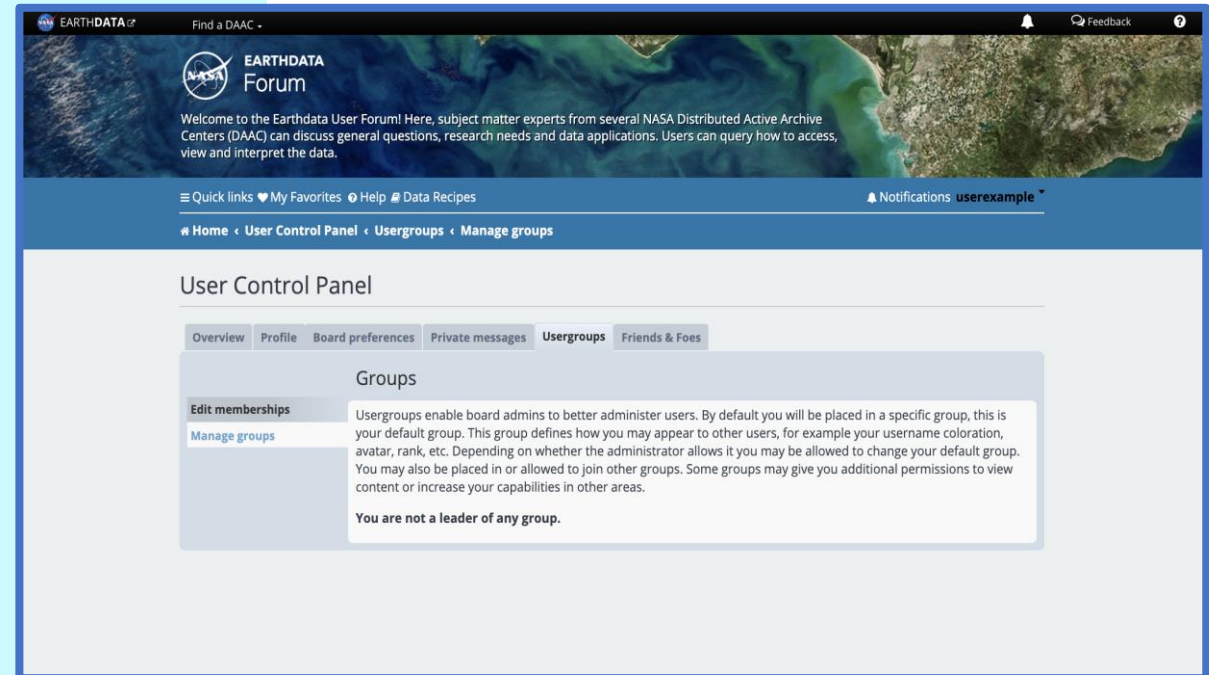 EARTHDATA Find a DAAC Feedback
NASA
EARTHDATA
Forum
Welcome to the Earthdata User Forum! Here, subject matter experts from several NASA Distributed Active Archive
Centers (DAAC) can discuss general questions, research needs and data applications. Users can query how to access,
view and interpret the data.
Quick links My Favorites Help Data Recipes Notifications userexample
Home ‹ User Control Panel ‹ Usergroups ‹ Manage groups
User Control Panel
Overview Profile Board preferences Private messages Usergroups Friends & Foes
Groups
Edit memberships
Manage groups
Usergroups enable board admins to better administer users. By default you will be placed in a specific group, this is
your default group. This group defines how you may appear to other users, for example your username coloration,
avatar, rank, etc. Depending on whether the administrator allows it you may be allowed to change your default group.
You may also be placed in or allowed to join other groups. Some groups may give you additional permissions to view
content or increase your capabilities in other areas.
You are not a leader of any group.